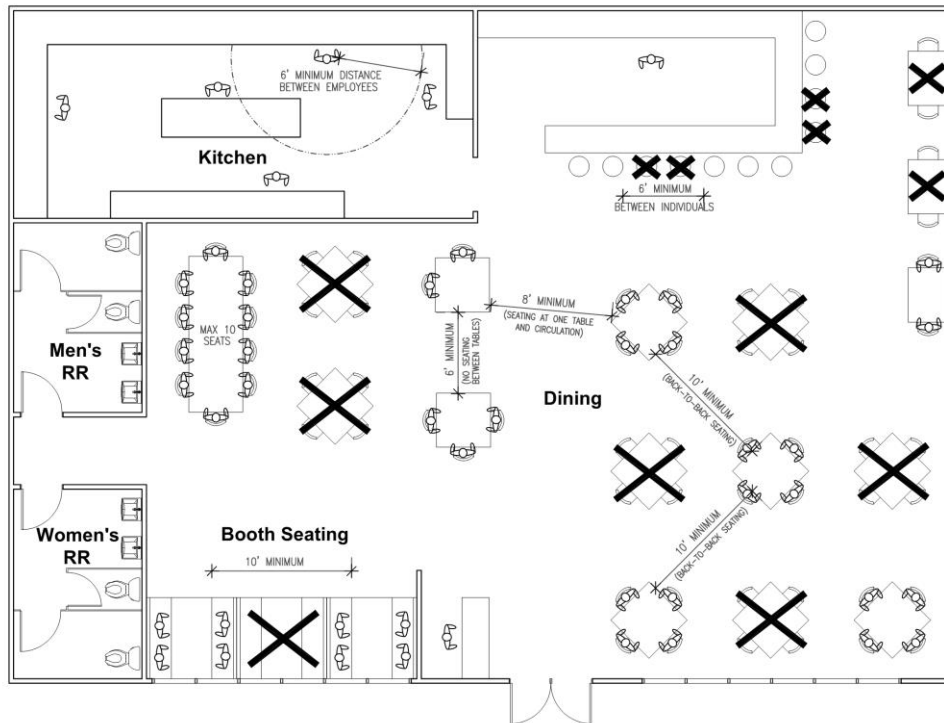 6' MINIMUM DISTANCE
BETWEEN EMPLOYEES
Kitchen
6' MINIMUM
BETWEEN INDIVIDUALS
8' MINIMUM
(SEATING AT ONE TABLE
AND CIRCULATION)
MAX 10
SEATS
6' MINIMUM
(NO SEATING
BETWEEN TABLES)
Men's
RR
Dining
10' MINIMUM
(BACK-TO-BACK SEATING)
Women's
RR
Booth Seating
10' MINIMUM
10' MINIMUM
(BACK-TO-BACK SEATING)